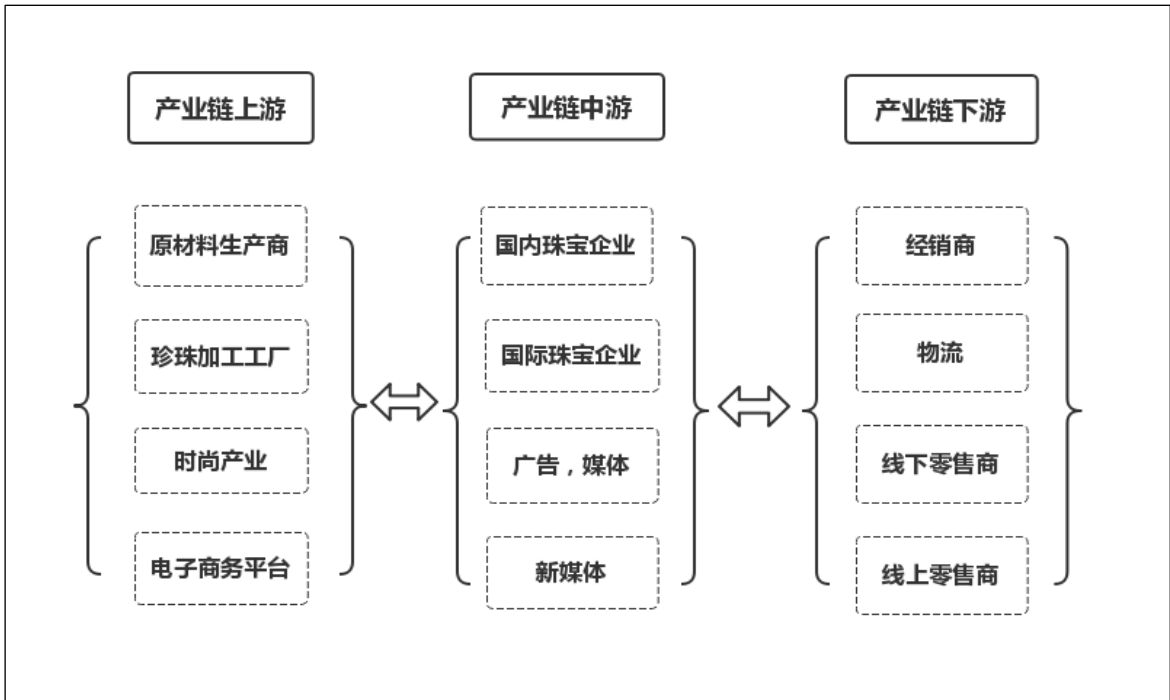 产业链上游
产业链中游
产业链下游
原材料生产商
珍珠加工工厂
时尚产业
电子商务平台
国内珠宝企业
国际珠宝企业
广告，媒体
新媒体
经销商
物流
线下零售商
线上零售商